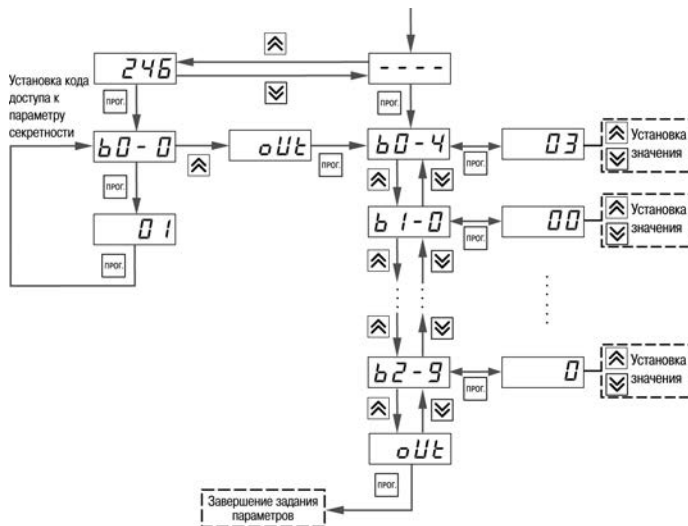 246
- - - -
Установка кода
доступа к
параметру
секретности
ПРОГ.
ПРОГ.
b0-0
oUt
b0-4
03
Установка
значения
ПРОГ.
ПРОГ.
ПРОГ.
01
b1-0
00
Установка
значения
ПРОГ.
ПРОГ.
b2-9
0
Установка
значения
ПРОГ.
oUt
ПРОГ.
Завершение задания
параметров